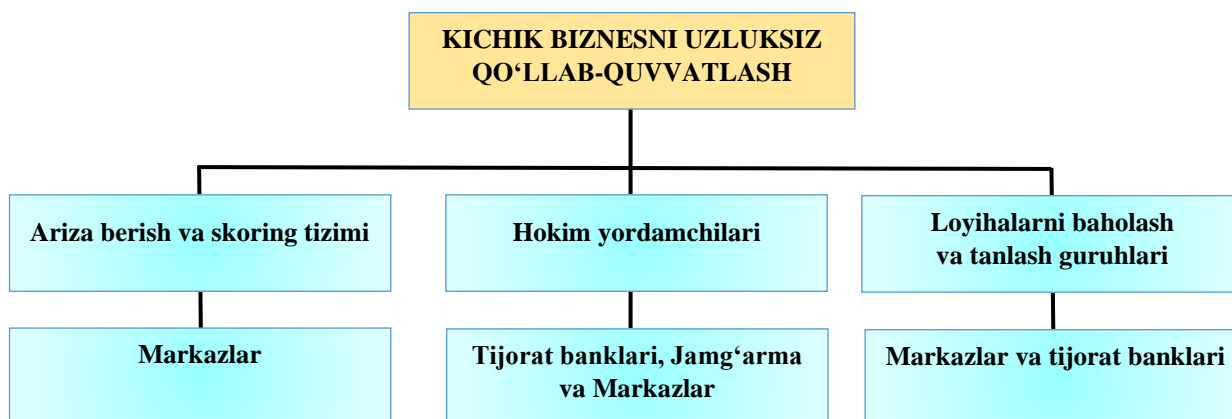 KICHIK BIZNESNI UZLUKSIZ
QO‘LLAB-QUVVATLASH
Ariza berish va skoring tizimi
Hokim yordamchilari
Loyihalarni baholash
va tanlash guruhlari
Markazlar
Tijorat banklari, Jamg‘arma
va Markazlar
Markazlar va tijorat banklari